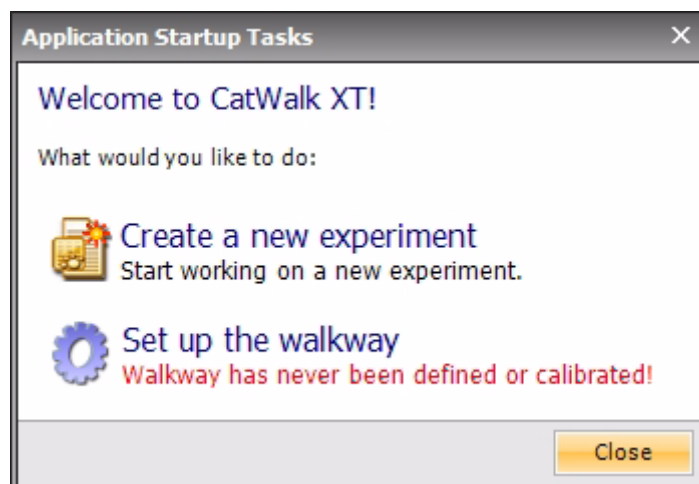 Application Startup Tasks
Welcome to CatWalk XT!
What would you like to do:
Create a new experiment
Start working on a new experiment.
Set up the walkway
Walkway has never been defined or calibrated!
Close